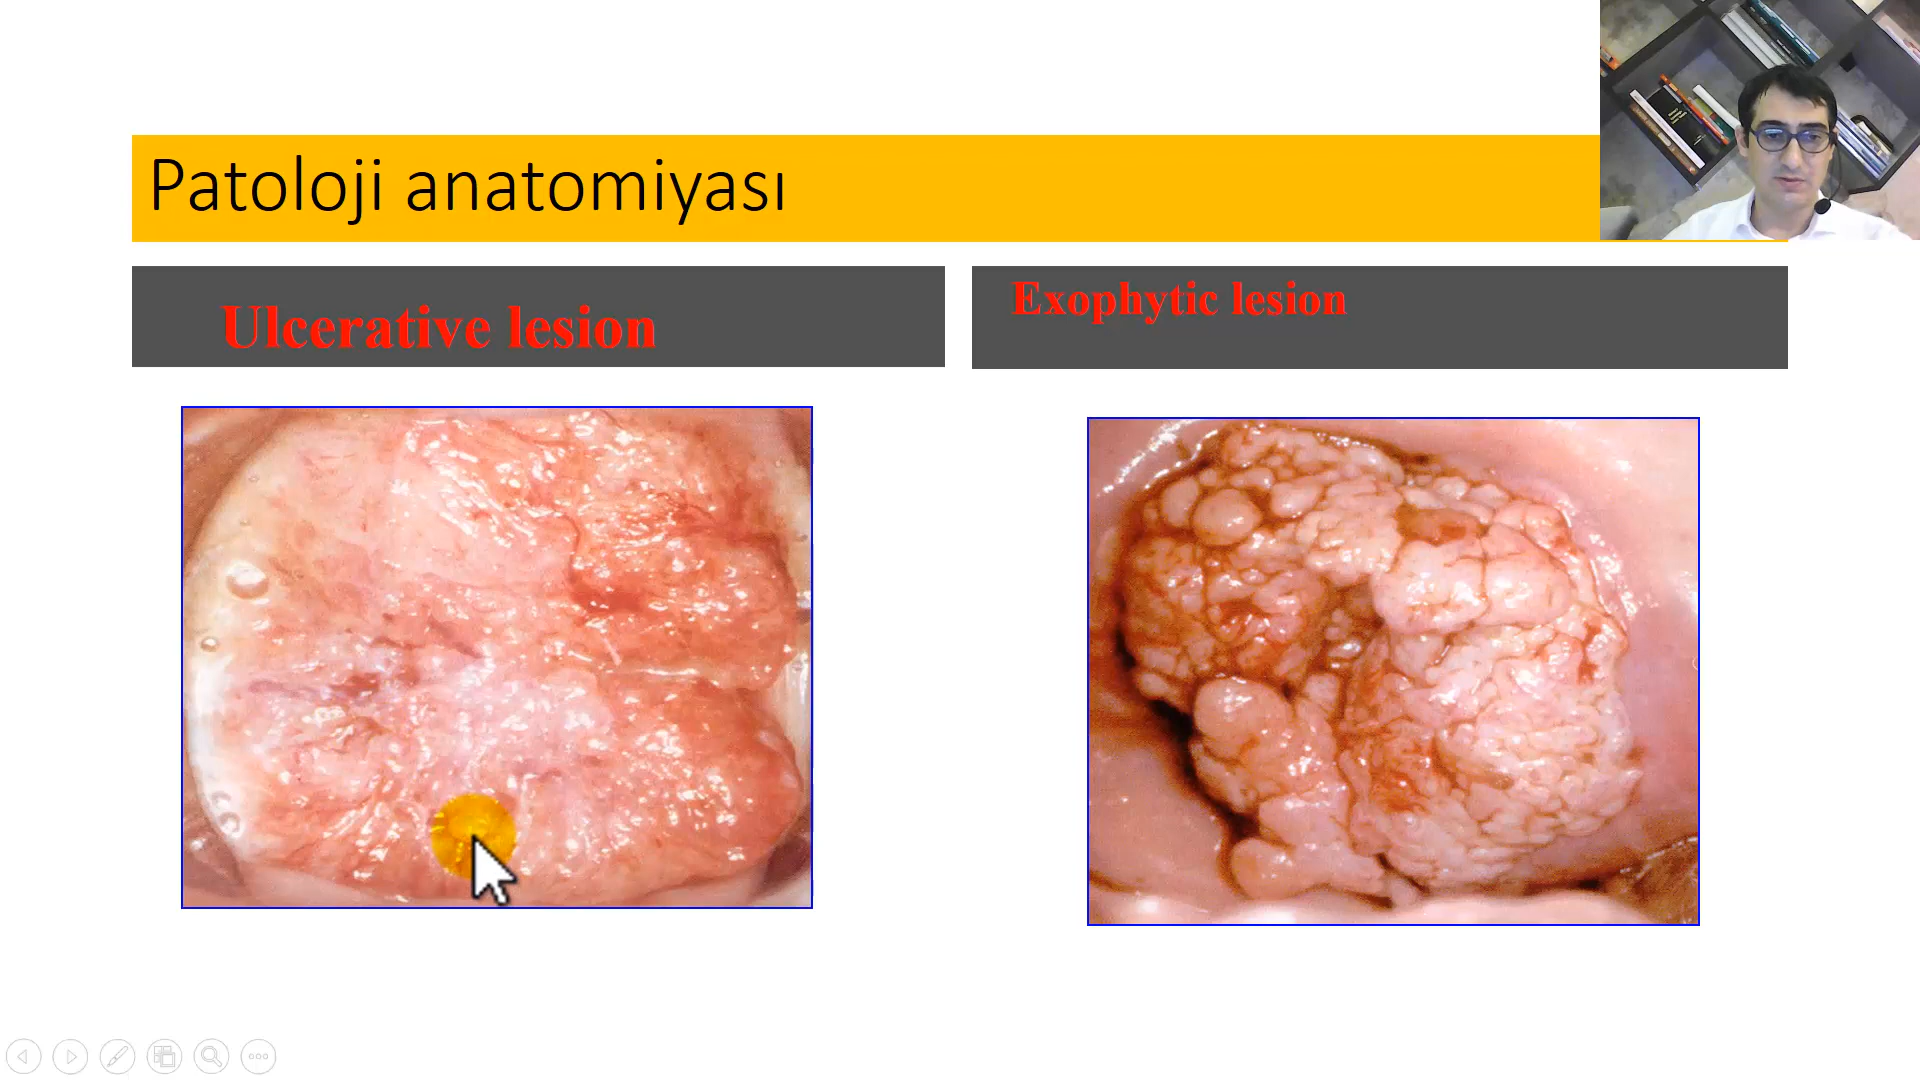 Patoloji anatomiyası
Ulcerative lesion
Exophytic lesion